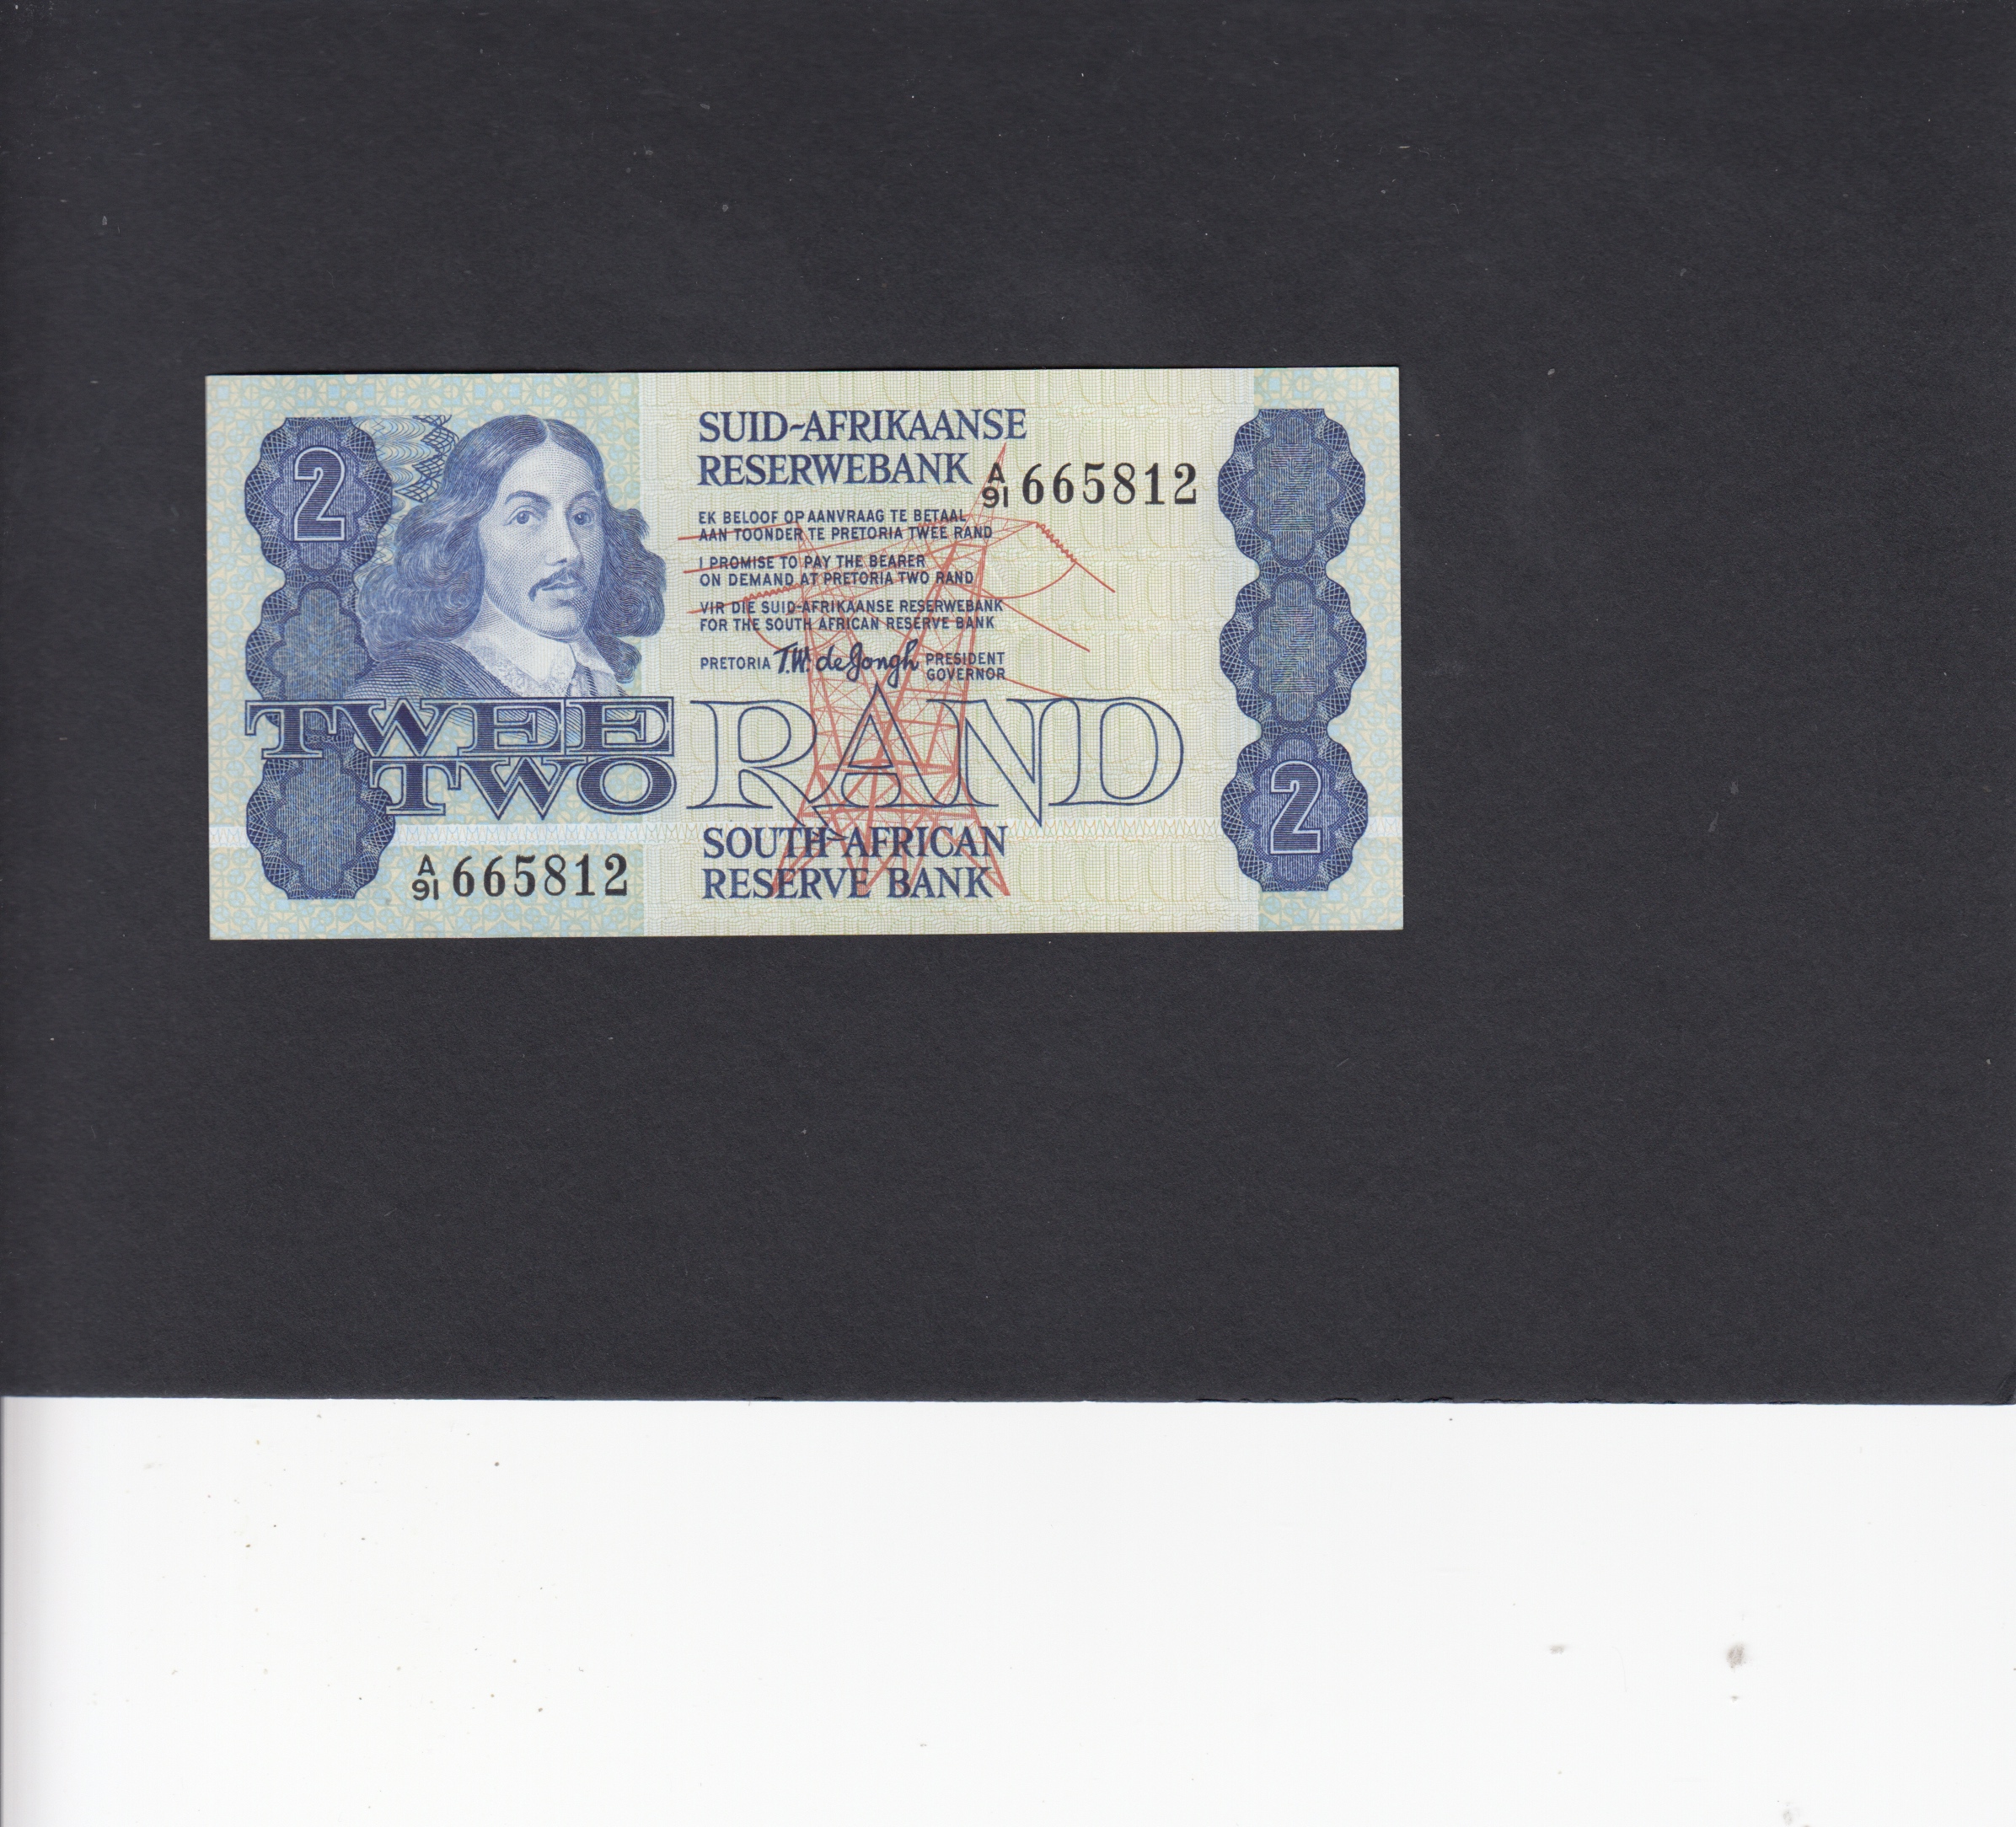 2
SUID-AFRIKAANSE
RESERWEBANK
A/91 665812
EK BELOOF OP AANVRAAG TE BETAAL
AAN TOONDER TE PRETORIA TWEE RAND
I PROMISE TO PAY THE BEARER
ON DEMAND AT PRETORIA TWO RAND
VIR DIE SUID-AFRIKAANSE RESERWEBANK
FOR THE SOUTH AFRICAN RESERVE BANK
PRETORIA T.W. de Jongh PRESIDENT
GOVERNOR
TWEE
TWO
RAND
2
SOUTH AFRICAN
RESERVE BANK
A/91 665812